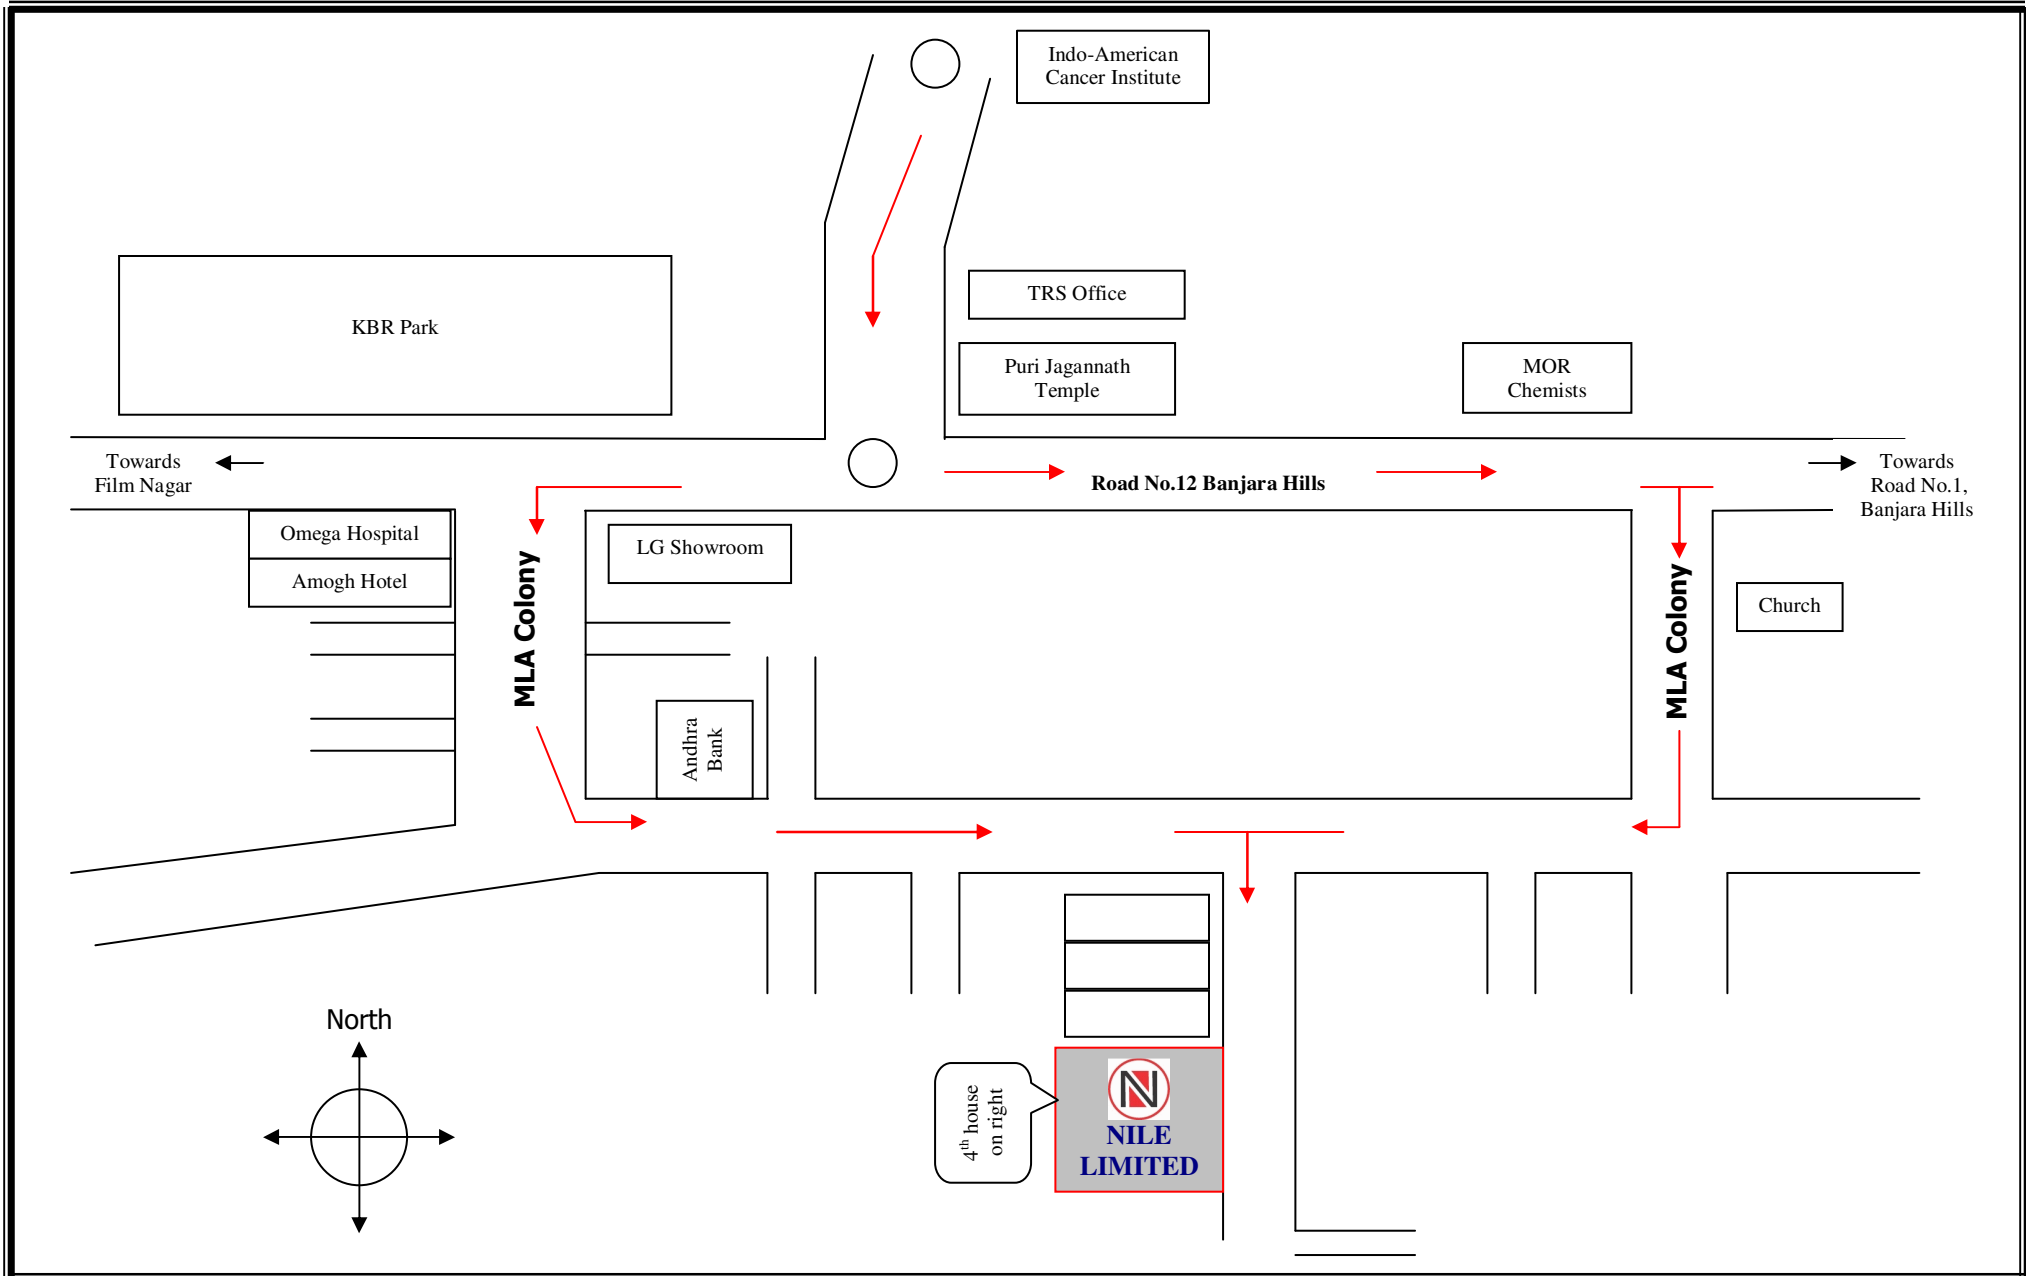 Indo-American
Cancer Institute
TRS Office
KBR Park
Puri Jagannath
Temple
MOR
Chemists
Towards
Film Nagar
Road No.12 Banjara Hills
Towards
Road No.1,
Banjara Hills
Omega Hospital
Amogh Hotel
LG Showroom
MLA Colony
MLA Colony
Church
Andhra
Bank
North
4th house
on right
N
NILE
LIMITED